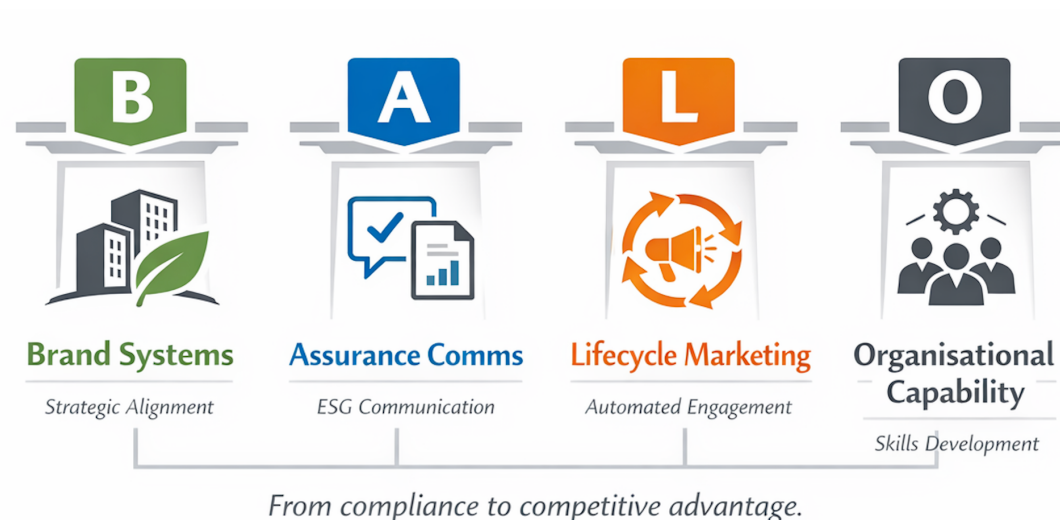 B
A
L
O
Brand Systems
Strategic Alignment
Assurance Comms
ESG Communication
Lifecycle Marketing
Automated Engagement
Organisational
Capability
Skills Development
From compliance to competitive advantage.